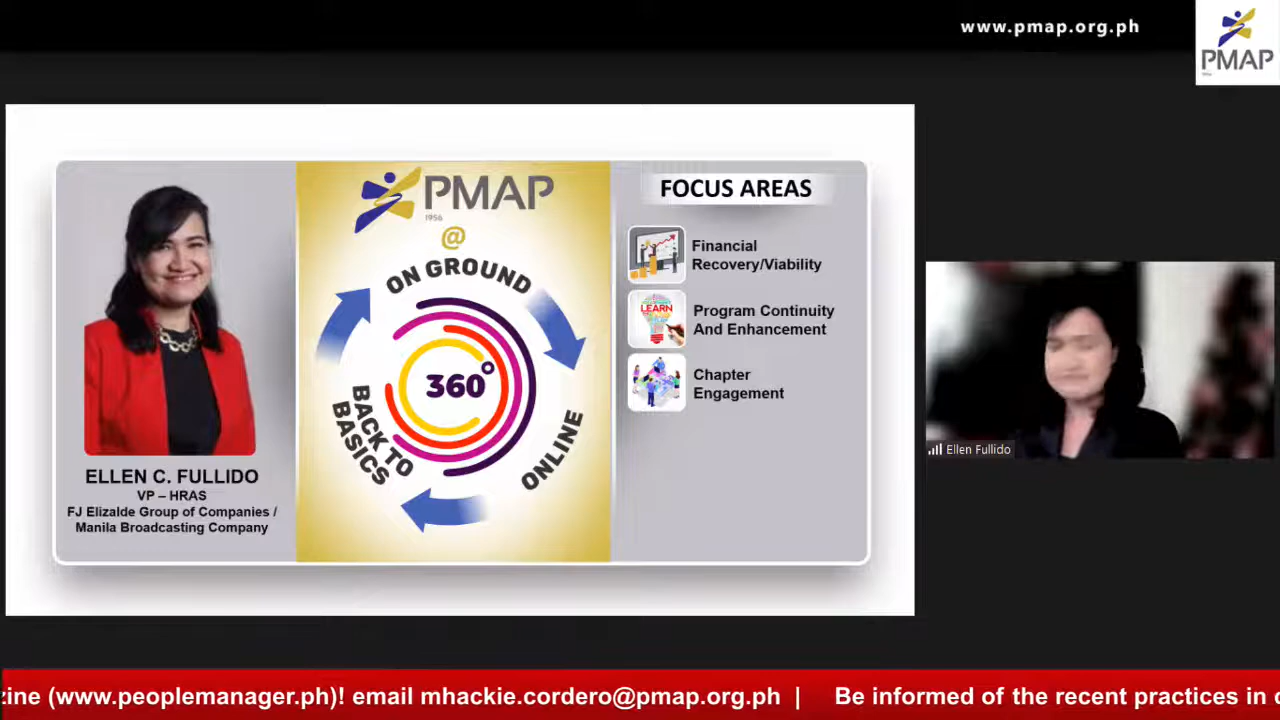 www.pmap.org.ph
PMAP
PMAP
1956
@
ON GROUND
360°
BACK TO
BASICS
ONLINE
ELLEN C. FULLIDO
VP – HRAS
FJ Elizalde Group of Companies /
Manila Broadcasting Company
FOCUS AREAS
Financial
Recovery/Viability
LEARN
Program Continuity
And Enhancement
Chapter
Engagement
Ellen Fullido
zine (www.peoplemanager.ph)! email mhackie.cordero@pmap.org.ph | Be informed of the recent practices in